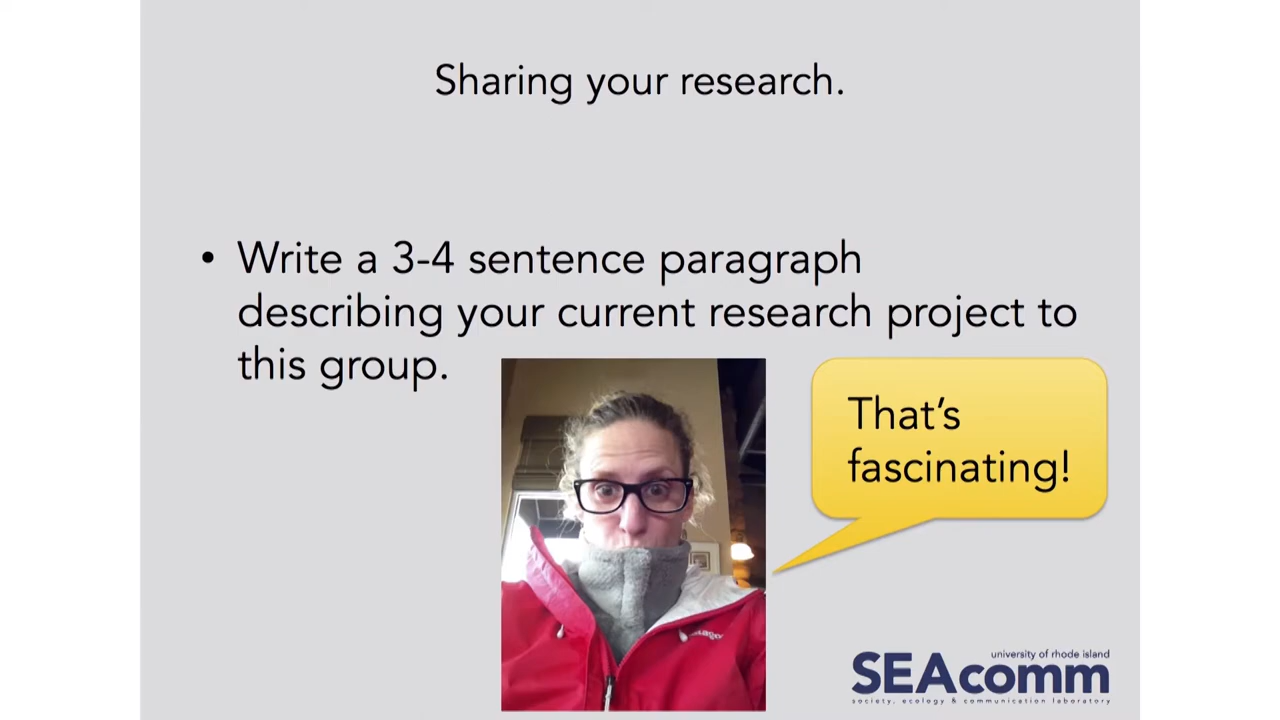 Sharing your research.
• Write a 3-4 sentence paragraph
describing your current research project to
this group.
That's
fascinating!
university of rhode island
SEAcomm
society, ecology & communication laboratory